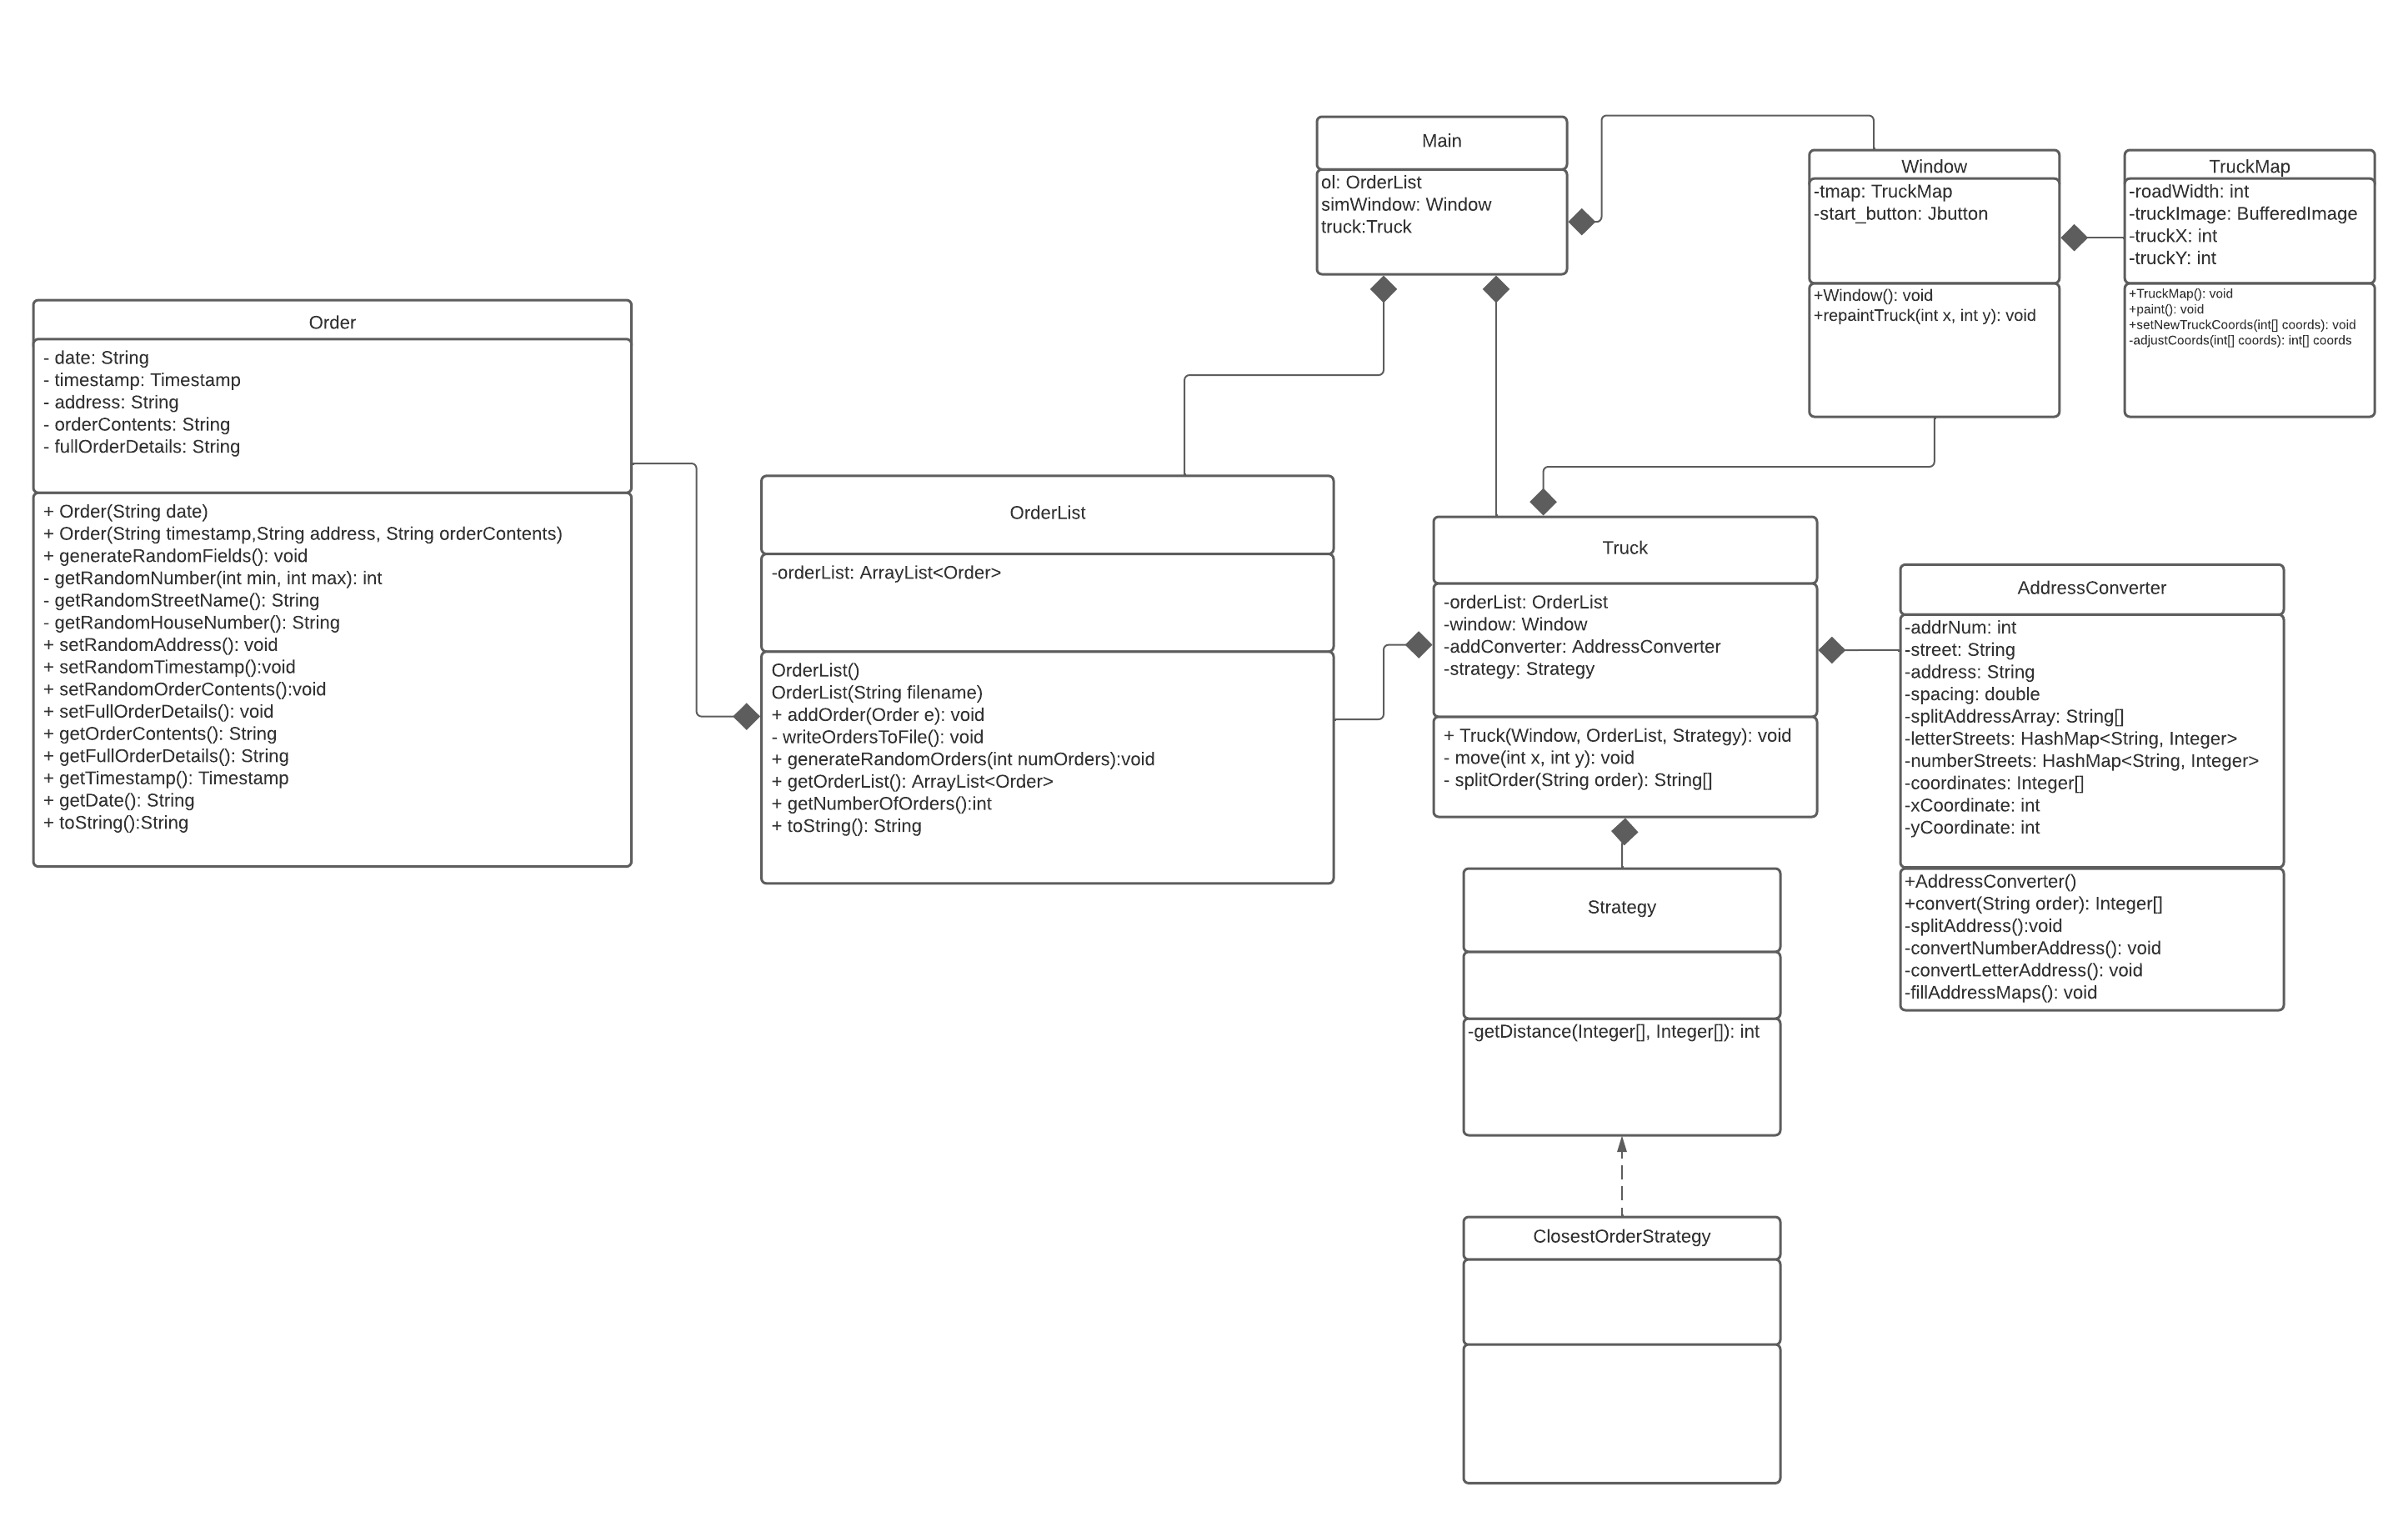 Main
ol: OrderList
simWindow: Window
truck:Truck
Window
-tmap: TruckMap
-start_button: Jbutton
+Window(): void
+repaintTruck(int x, int y): void
TruckMap
-roadWidth: int
-truckImage: BufferedImage
-truckX: int
-truckY: int
+TruckMap(): void
+paint(): void
+setNewTruckCoords(int[] coords): void
-adjustCoords(int[] coords): int[] coords
Order
- date: String
- timestamp: Timestamp
- address: String
- orderContents: String
- fullOrderDetails: String
+ Order(String date)
+ Order(String timestamp,String address, String orderContents)
+ generateRandomFields(): void
- getRandomNumber(int min, int max): int
- getRandomStreetName(): String
- getRandomHouseNumber(): String
+ setRandomAddress(): void
+ setRandomTimestamp():void
+ setRandomOrderContents():void
+ setFullOrderDetails(): void
+ getOrderContents(): String
+ getFullOrderDetails(): String
+ getTimestamp(): Timestamp
+ getDate(): String
+ toString():String
OrderList
-orderList: ArrayList<Order>
OrderList()
OrderList(String filename)
+ addOrder(Order e): void
- writeOrdersToFile(): void
+ generateRandomOrders(int numOrders):void
+ getOrderList(): ArrayList<Order>
+ getNumberOfOrders():int
+ toString(): String
Truck
-orderList: OrderList
-window: Window
-addConverter: AddressConverter
-strategy: Strategy
+ Truck(Window, OrderList, Strategy): void
- move(int x, int y): void
- splitOrder(String order): String[]
AddressConverter
-addrNum: int
-street: String
-address: String
-spacing: double
-splitAddressArray: String[]
-letterStreets: HashMap<String, Integer>
-numberStreets: HashMap<String, Integer>
-coordinates: Integer[]
-xCoordinate: int
-yCoordinate: int
+AddressConverter()
+convert(String order): Integer[]
-splitAddress():void
-convertNumberAddress(): void
-convertLetterAddress(): void
-fillAddressMaps(): void
Strategy
-getDistance(Integer[], Integer[]): int
ClosestOrderStrategy